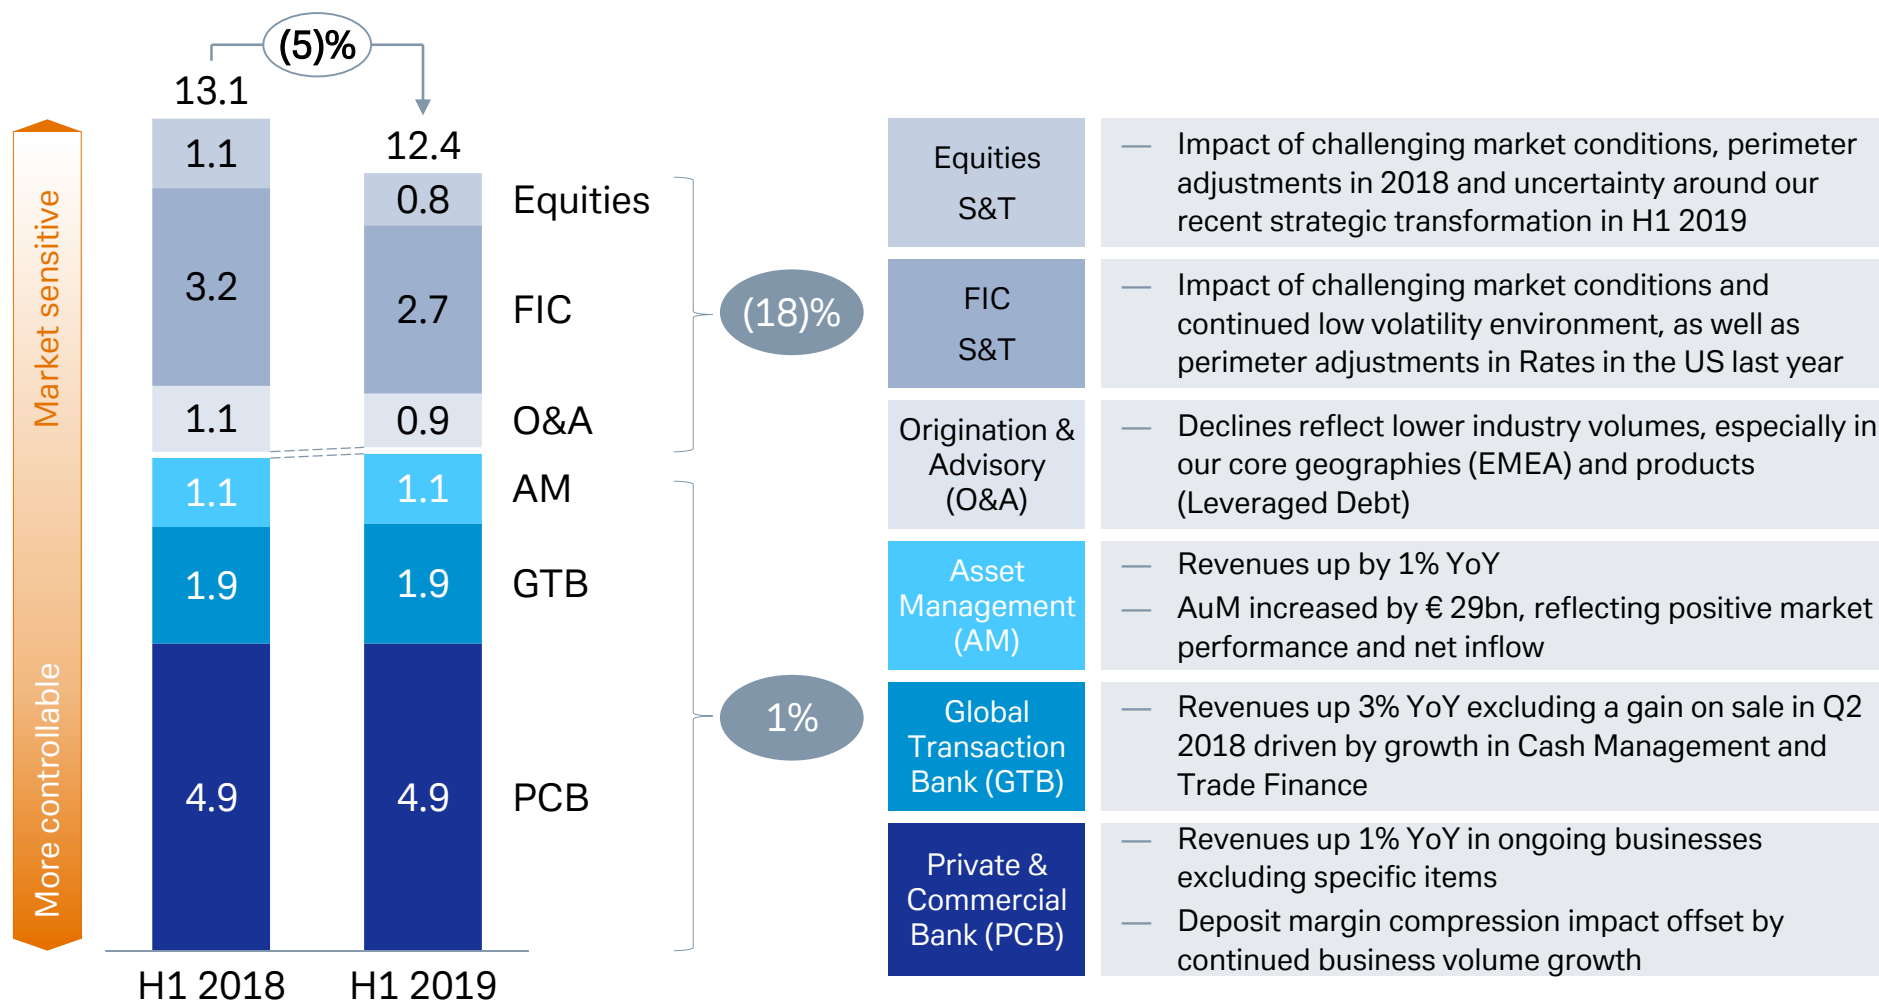 (5)%
13.1
12.4
Market sensitive
More controllable
1.1
3.2
1.1
1.1
1.9
4.9
H1 2018
0.8
2.7
0.9
1.1
1.9
4.9
H1 2019
Equities
FIC
O&A
AM
GTB
PCB
(18)%
1%
Equities
S&T
— Impact of challenging market conditions, perimeter
adjustments in 2018 and uncertainty around our
recent strategic transformation in H1 2019
FIC
S&T
— Impact of challenging market conditions and
continued low volatility environment, as well as
perimeter adjustments in Rates in the US last year
Origination &
Advisory
(O&A)
— Declines reflect lower industry volumes, especially in
our core geographies (EMEA) and products
(Leveraged Debt)
Asset
Management
(AM)
— Revenues up by 1% YoY
— AuM increased by € 29bn, reflecting positive market
performance and net inflow
Global
Transaction
Bank (GTB)
— Revenues up 3% YoY excluding a gain on sale in Q2
2018 driven by growth in Cash Management and
Trade Finance
Private &
Commercial
Bank (PCB)
— Revenues up 1% YoY in ongoing businesses
excluding specific items
— Deposit margin compression impact offset by
continued business volume growth